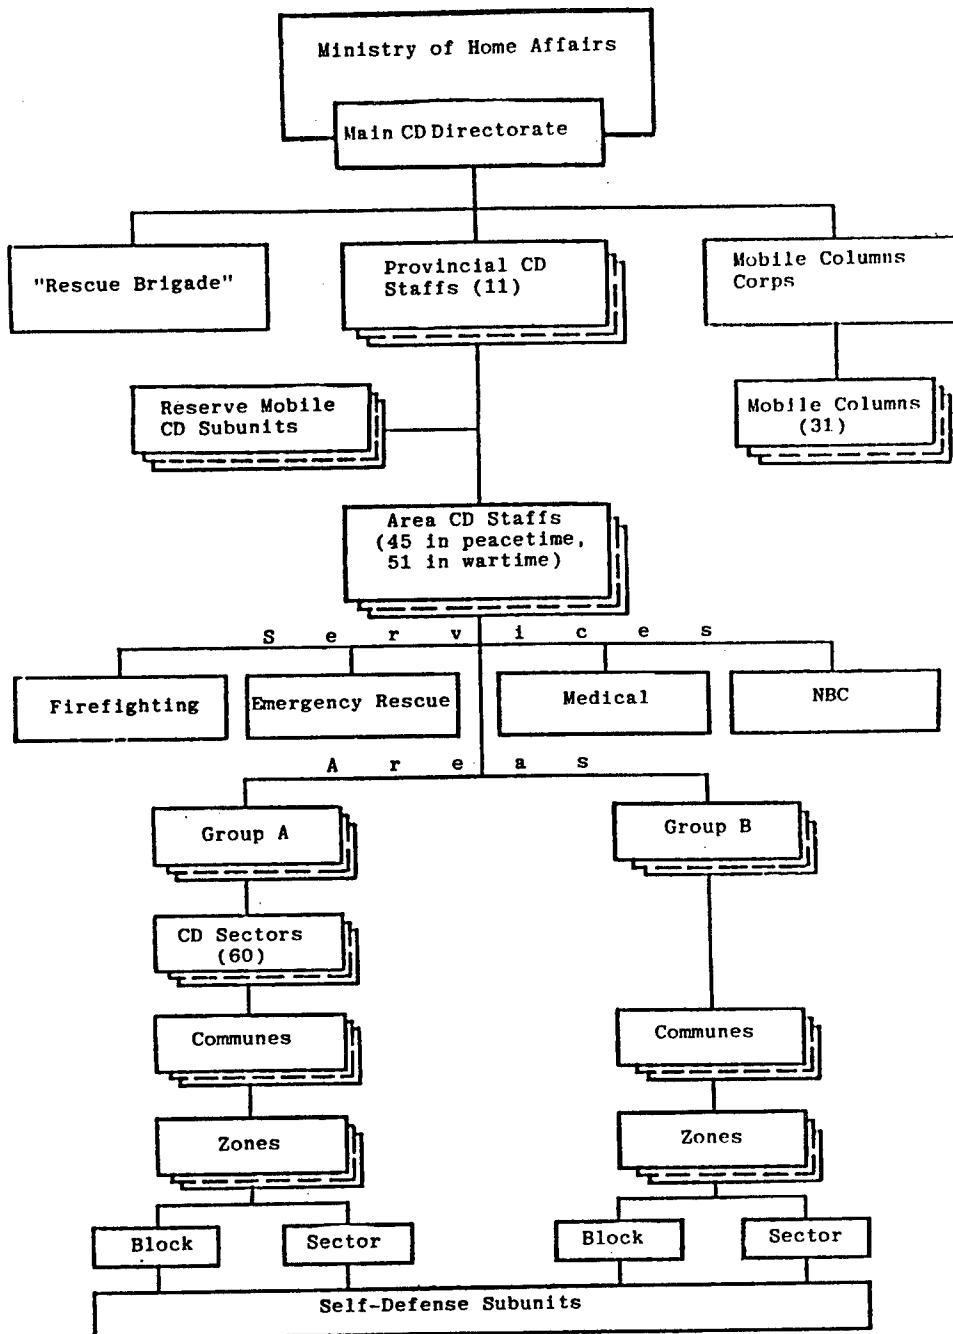 Ministry of Home Affairs
Main CD Directorate
"Rescue Brigade"
Provincial CD
Staffs (11)
Mobile Columns
Corps
Reserve Mobile
CD Subunits
Mobile Columns
(31)
Area CD Staffs
(45 in peacetime,
51 in wartime)
Services
Firefighting
Emergency Rescue
Medical
NBC
Areas
Group A
Group B
CD Sectors
(60)
Communes
Communes
Zones
Zones
Block
Sector
Block
Sector
Self-Defense Subunits